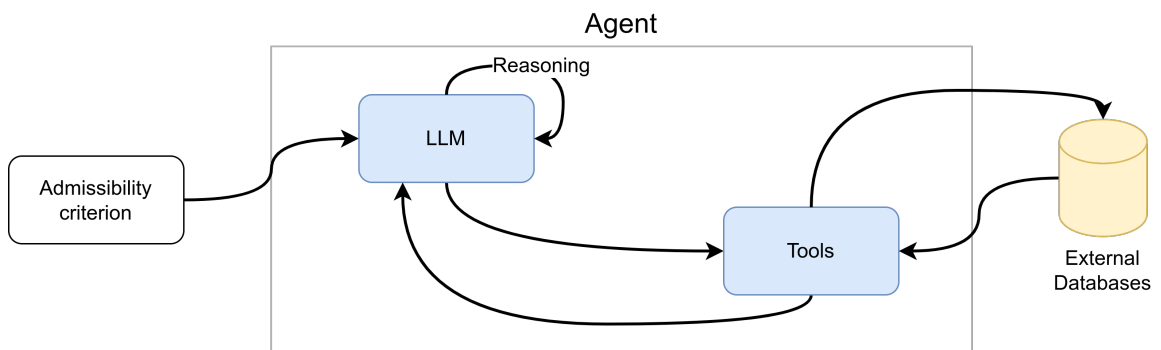 Agent
Reasoning
LLM
Admissibility
criterion
Tools
External
Databases